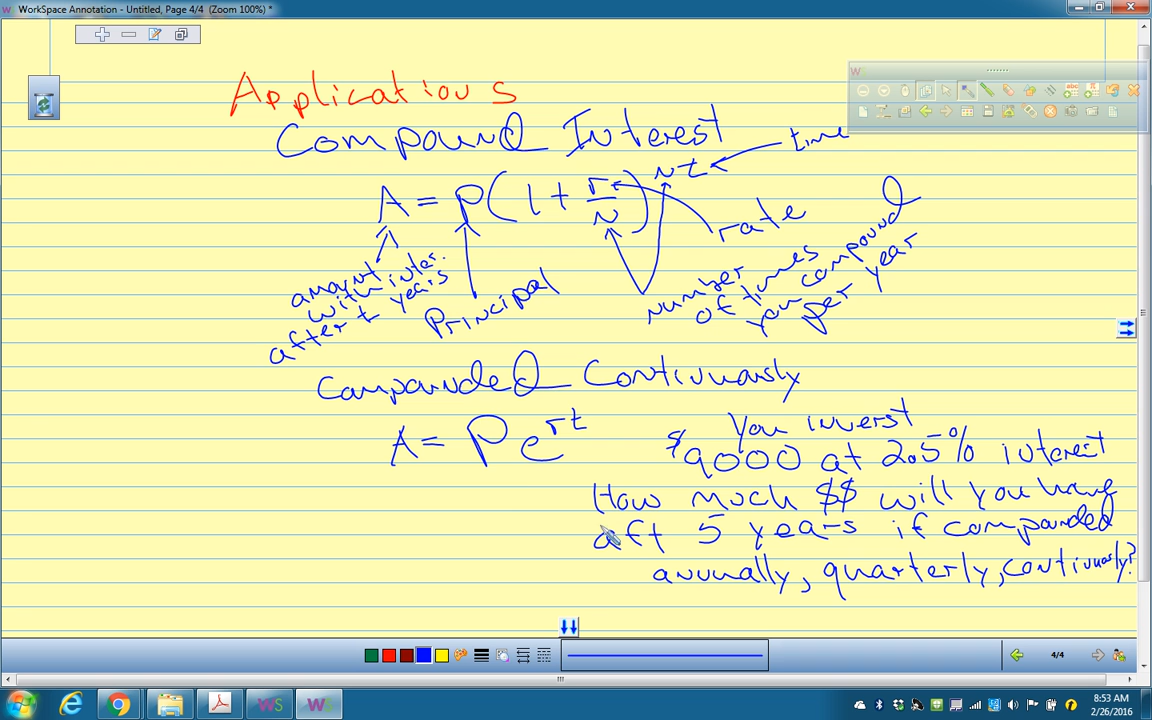 WorkSpace Annotation - Untitled, Page 4/4 (Zoom 100%) *
Applications
Compound Interest
A = P(1 + r/n)^nt
time
rate
amount
with inter.
after t years
Principal
number
of times
you compound
per year
Compounded Continuously
A = Pe^rt
You invest
$9000 at 2.5% interest
How much $$ will you have
aft 5 years if compounded
annually, quarterly, continuously?
4/4
8:53 AM
2/26/2016